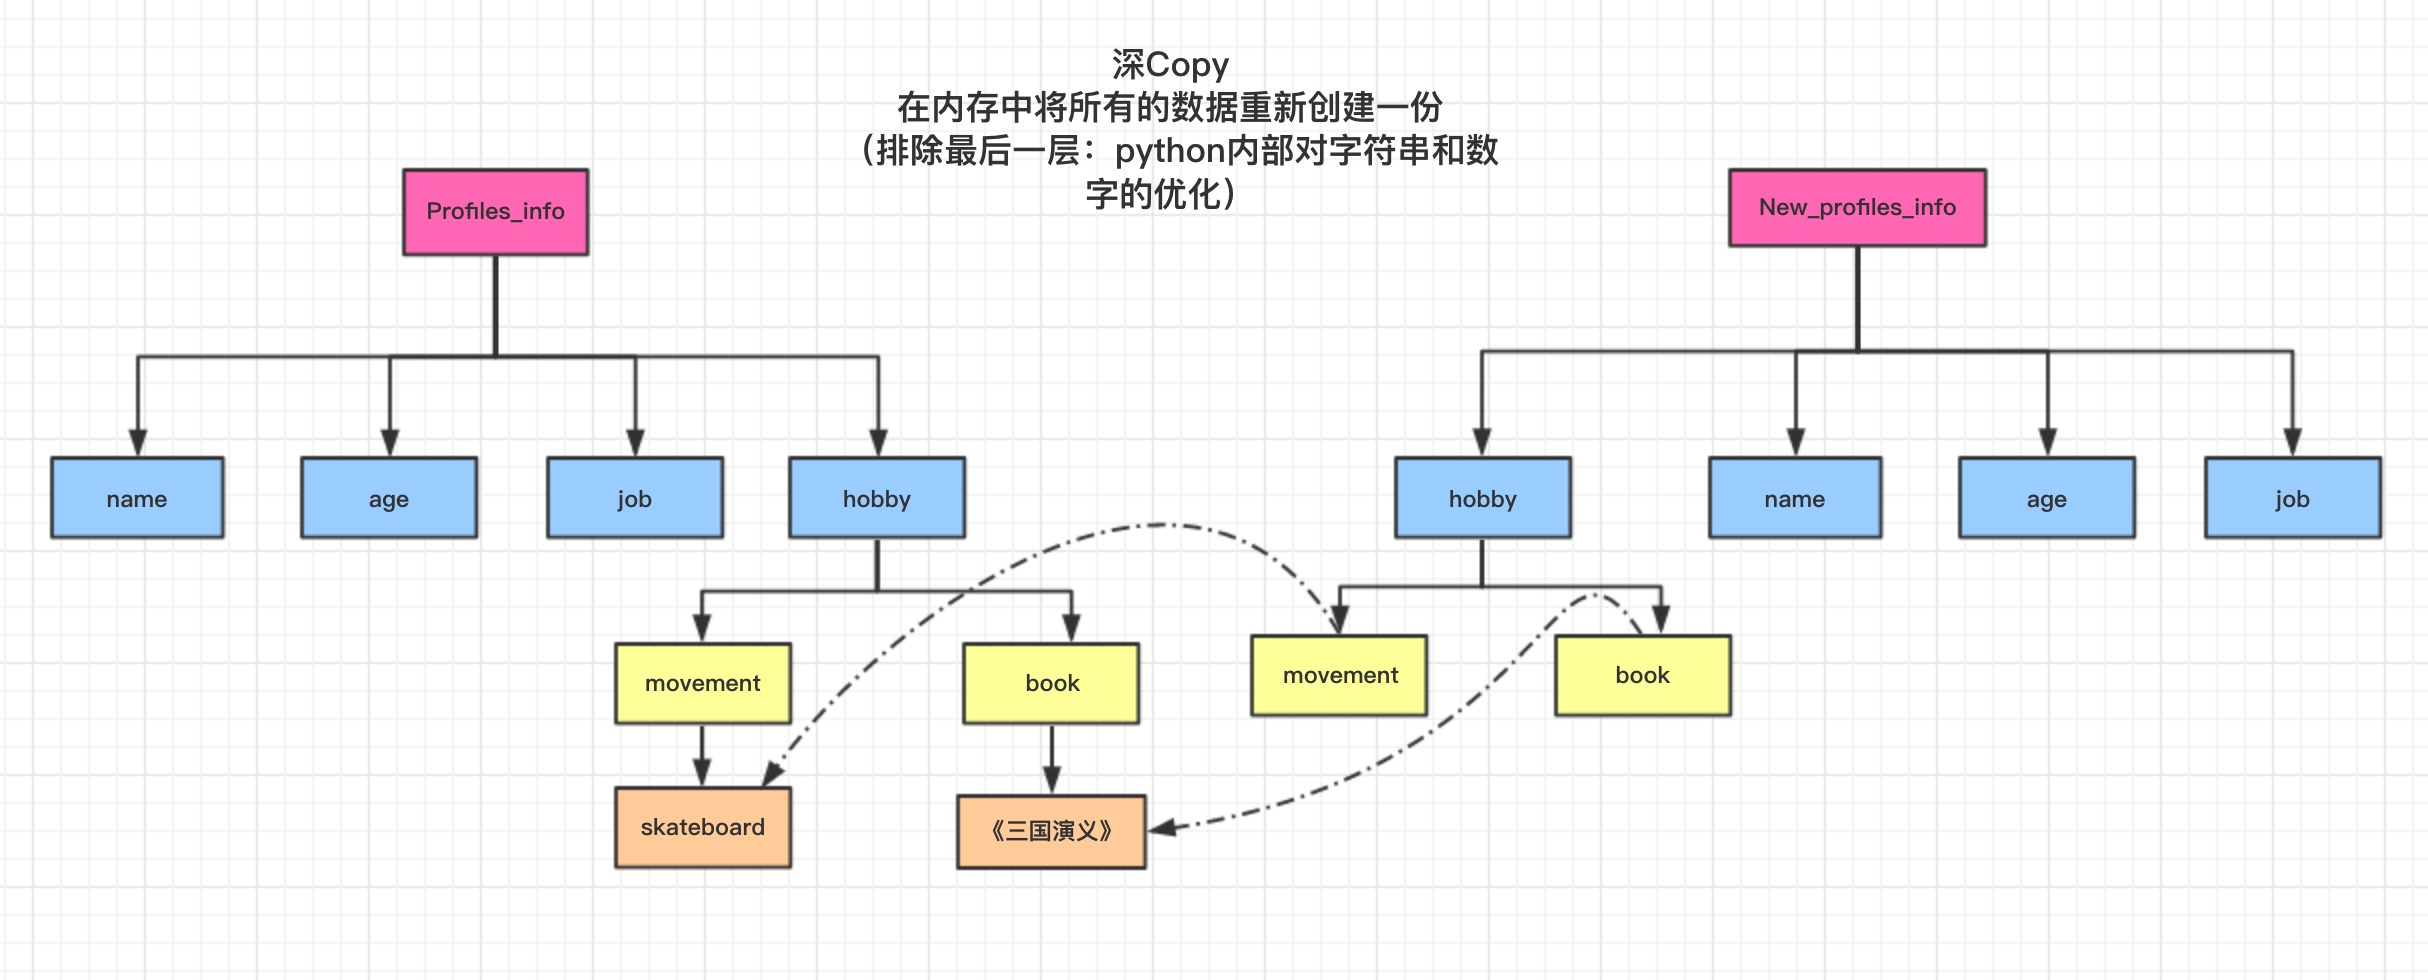 深Copy
在内存中将所有的数据重新创建一份
（排除最后一层：python内部对字符串和数
字的优化）
Profiles_info
New_profiles_info
name
age
job
hobby
hobby
name
age
job
movement
book
movement
book
skateboard
《三国演义》